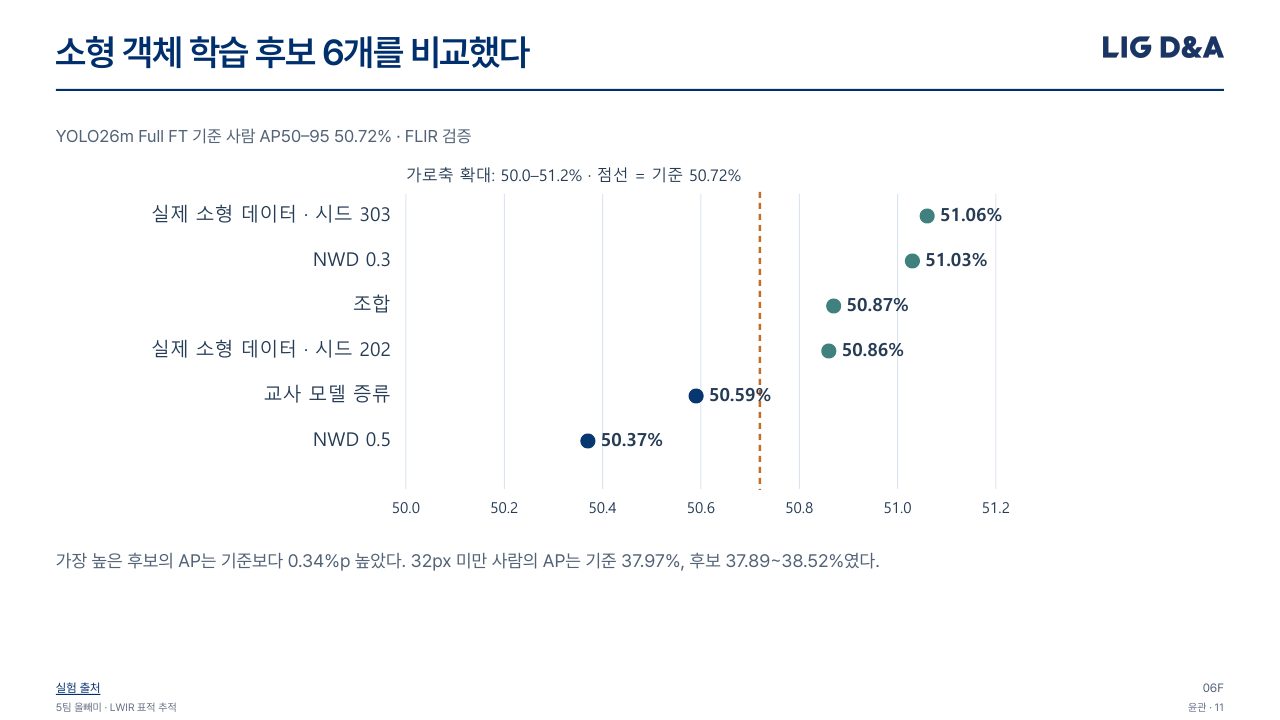 소형 객체 학습 후보 6개를 비교했다
LIG D&A
YOLO26m Full FT 기준 사람 AP50–95 50.72% · FLIR 검증
가로축 확대: 50.0–51.2% · 점선 = 기준 50.72%
실제 소형 데이터 · 시드 303
51.06%
NWD 0.3
51.03%
조합
50.87%
실제 소형 데이터 · 시드 202
50.86%
교사 모델 증류
50.59%
NWD 0.5
50.37%
50.0
50.2
50.4
50.6
50.8
51.0
51.2
가장 높은 후보의 AP는 기준보다 0.34%p 높았다. 32px 미만 사람의 AP는 기준 37.97%, 후보 37.89~38.52%였다.
실험 출처
06F
5팀 올빼미 · LWIR 표적 추적
윤관 · 11